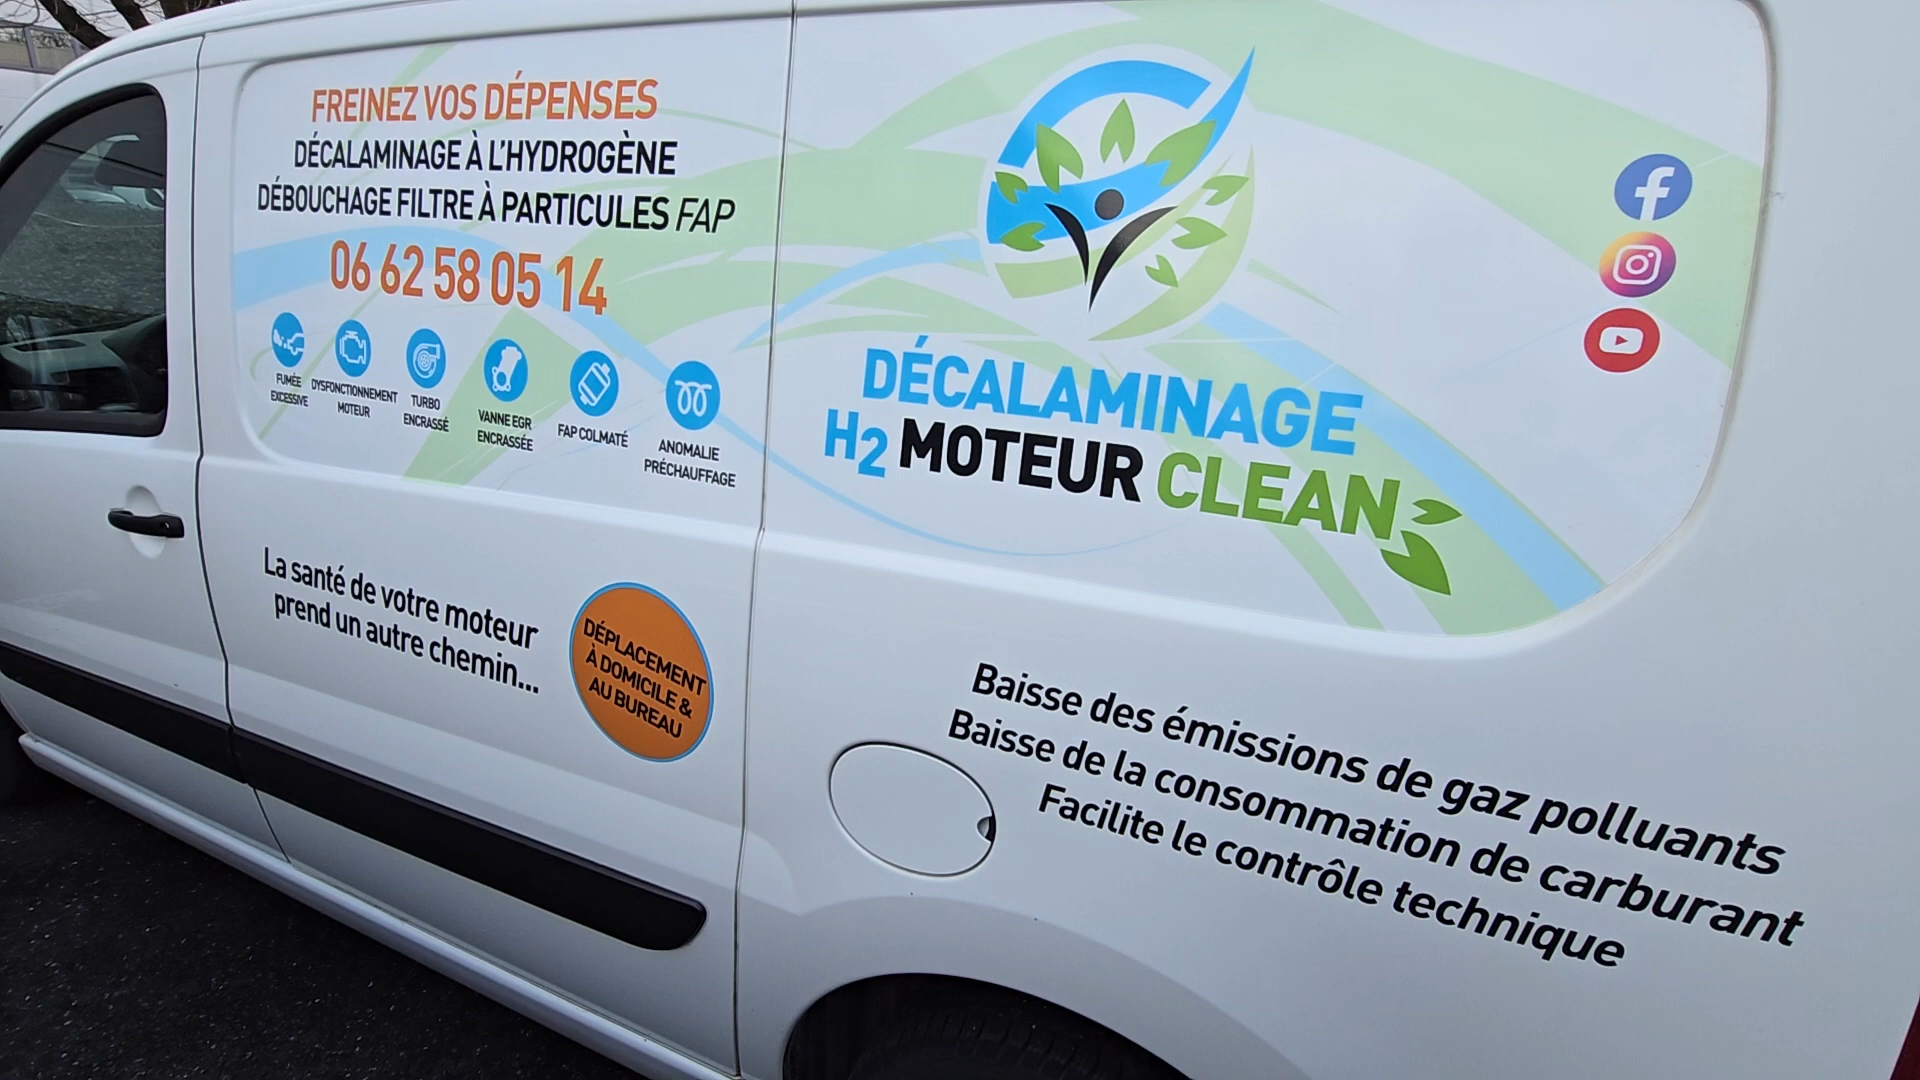 FREINEZ VOS DÉPENSES
DÉCALAMINAGE À L'HYDROGÈNE
DÉBOUCHAGE FILTRE À PARTICULES FAP
06 62 58 05 14
FUMÉE
EXCESSIVE
DYSFONCTIONNEMENT
MOTEUR
TURBO
ENCRASSÉ
VANNE EGR
ENCRASSÉE
FAP COLMATÉ
ANOMALIE
PRÉCHAUFFAGE
DÉCALAMINAGE
H2 MOTEUR CLEAN
La santé de votre moteur
prend un autre chemin...
DÉPLACEMENT
À DOMICILE &
AU BUREAU
Baisse des émissions de gaz polluants
Baisse de la consommation de carburant
Facilite le contrôle technique